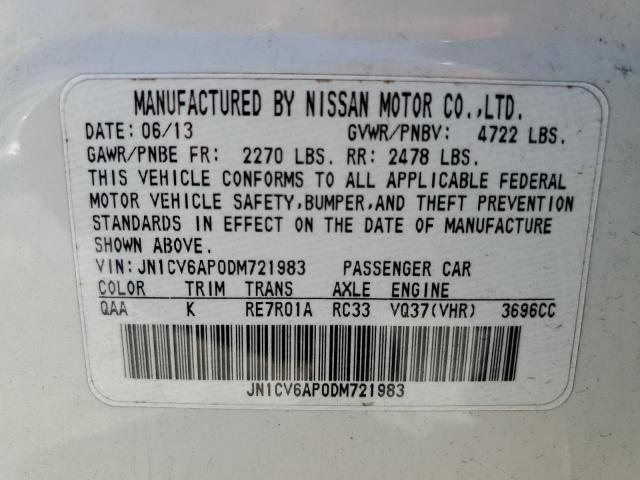 MANUFACTURED BY NISSAN MOTOR CO.,LTD.
DATE: 06/13 GVWR/PNBV: 4722 LBS.
GAWR/PNBE FR: 2270 LBS. RR: 2478 LBS.
THIS VEHICLE CONFORMS TO ALL APPLICABLE FEDERAL
MOTOR VEHICLE SAFETY,BUMPER,AND THEFT PREVENTION
STANDARDS IN EFFECT ON THE DATE OF MANUFACTURE
SHOWN ABOVE.
VIN: JN1CV6AP0DM721983 PASSENGER CAR
COLOR TRIM TRANS AXLE ENGINE
QAA K RE7R01A RC33 VQ37(VHR) 3696CC
JN1CV6AP0DM721983